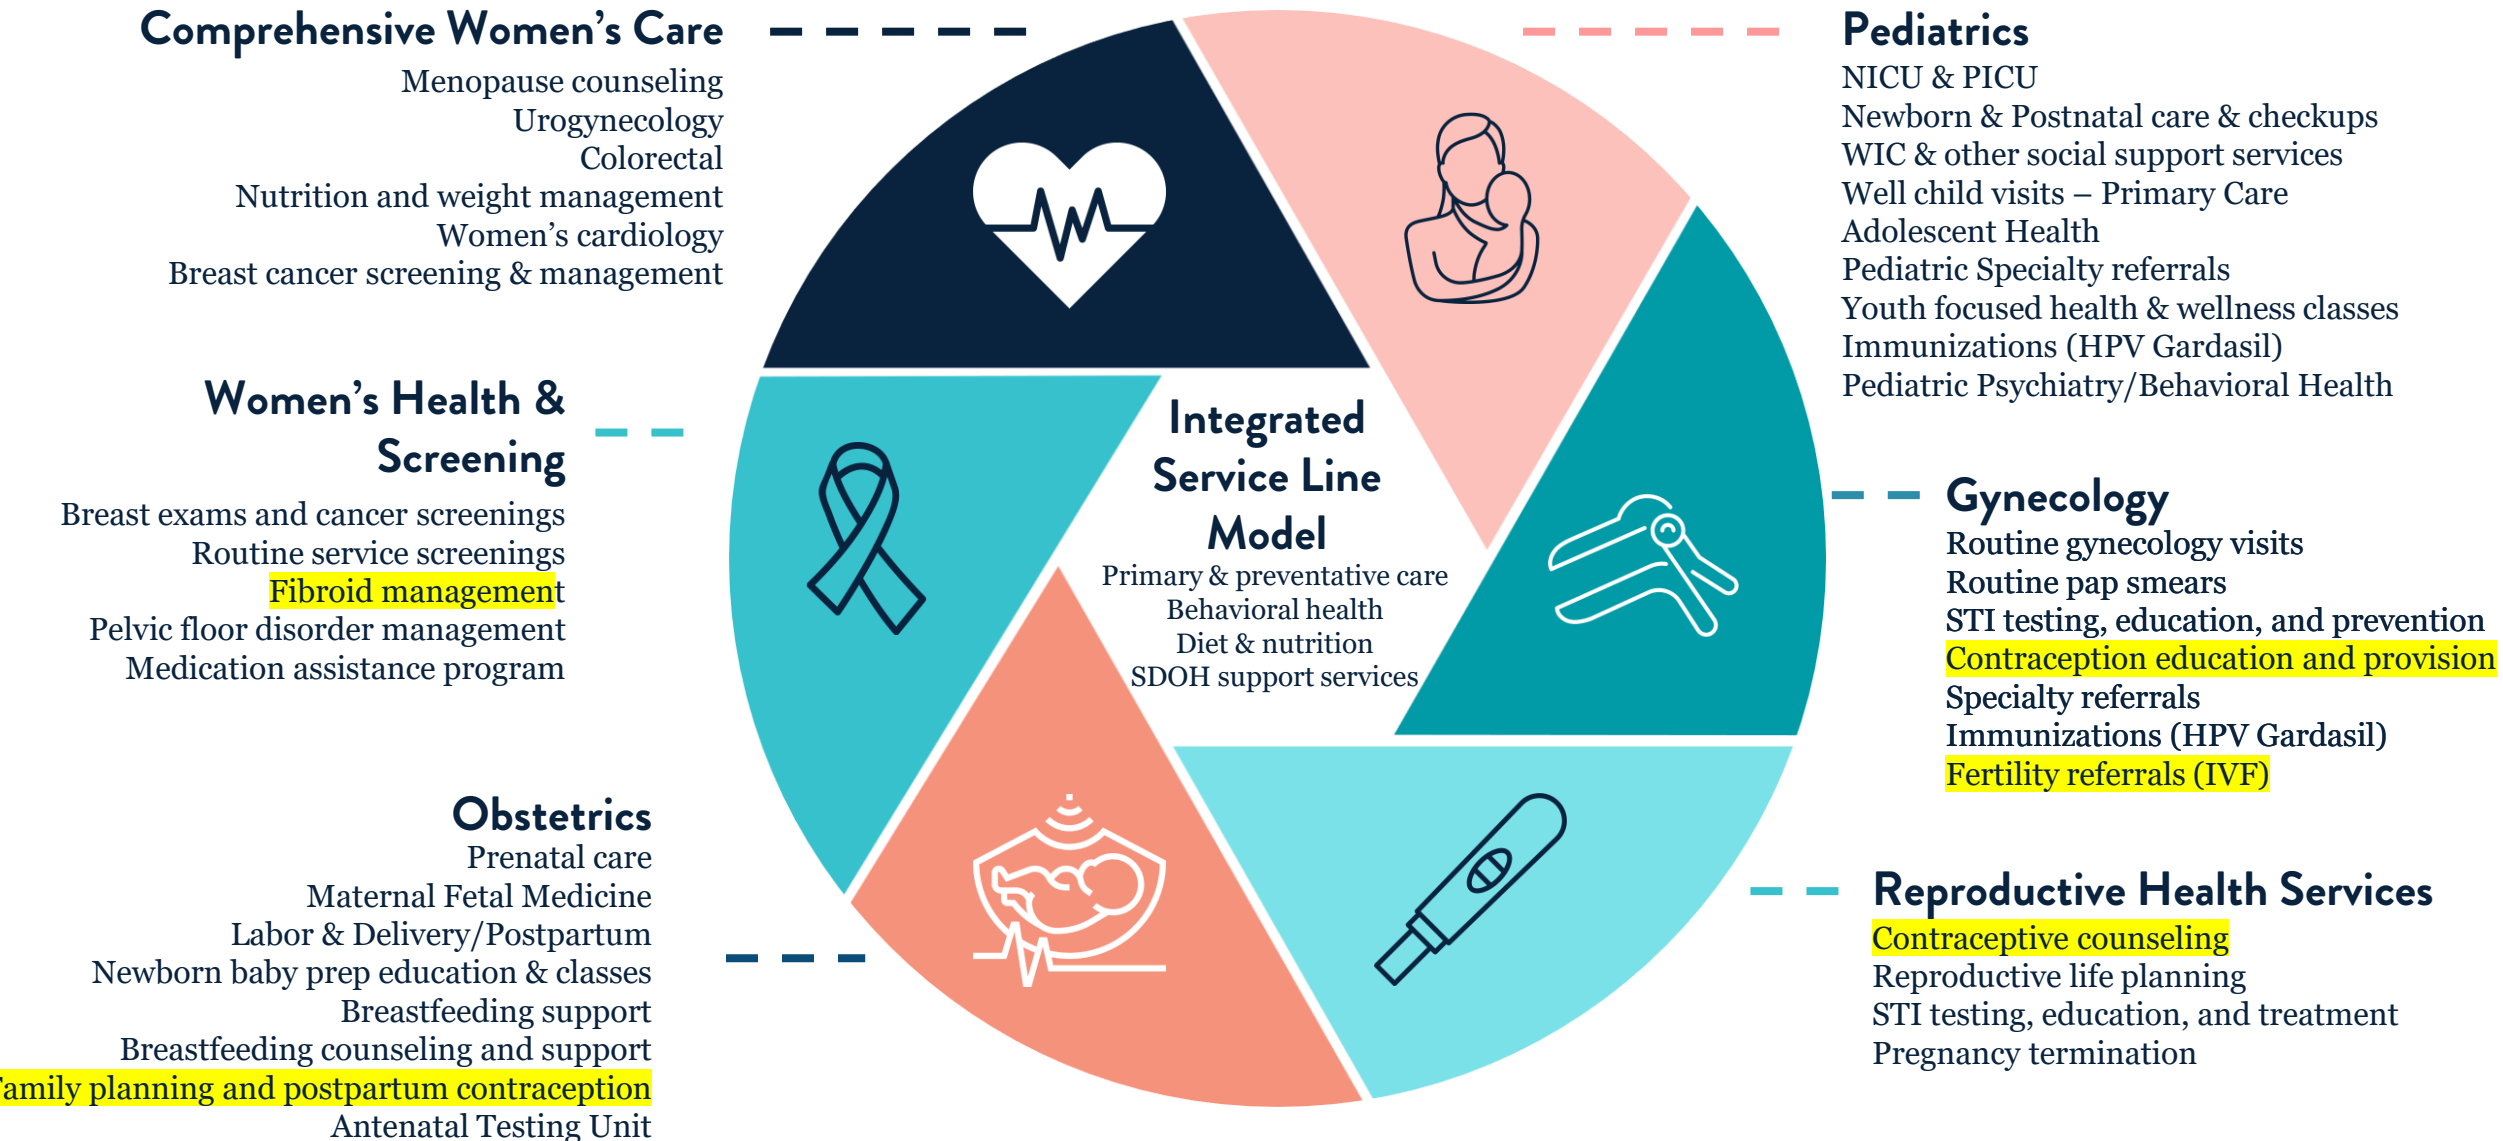 Comprehensive Women's Care
Menopause counseling
Urogynecology
Colorectal
Nutrition and weight management
Women's cardiology
Breast cancer screening & management
Women's Health &
Screening
Breast exams and cancer screenings
Routine service screenings
Fibroid management
Pelvic floor disorder management
Medication assistance program
Obstetrics
Prenatal care
Maternal Fetal Medicine
Labor & Delivery/Postpartum
Newborn baby prep education & classes
Breastfeeding support
Breastfeeding counseling and support
Family planning and postpartum contraception
Antenatal Testing Unit
Integrated
Service Line
Model
Primary & preventative care
Behavioral health
Diet & nutrition
SDOH support services
Pediatrics
NICU & PICU
Newborn & Postnatal care & checkups
WIC & other social support services
Well child visits – Primary Care
Adolescent Health
Pediatric Specialty referrals
Youth focused health & wellness classes
Immunizations (HPV Gardasil)
Pediatric Psychiatry/Behavioral Health
Gynecology
Routine gynecology visits
Routine pap smears
STI testing, education, and prevention
Contraception education and provision
Specialty referrals
Immunizations (HPV Gardasil)
Fertility referrals (IVF)
Reproductive Health Services
Contraceptive counseling
Reproductive life planning
STI testing, education, and treatment
Pregnancy termination